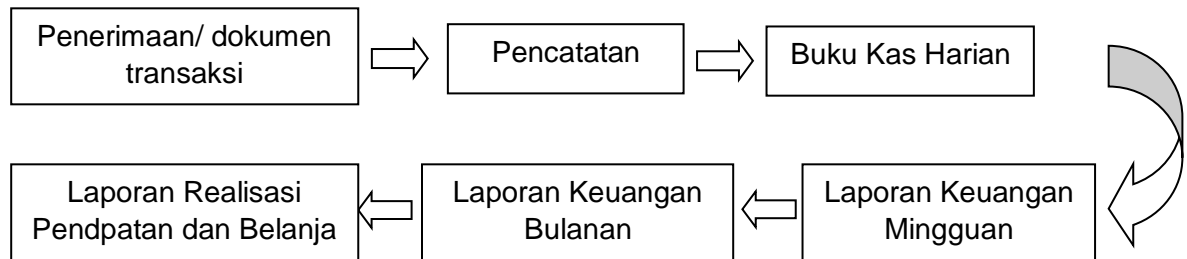 Penerimaan/ dokumen
transaksi
Pencatatan
Buku Kas Harian
Laporan Keuangan
Mingguan
Laporan Keuangan
Bulanan
Laporan Realisasi
Pendpatan dan Belanja